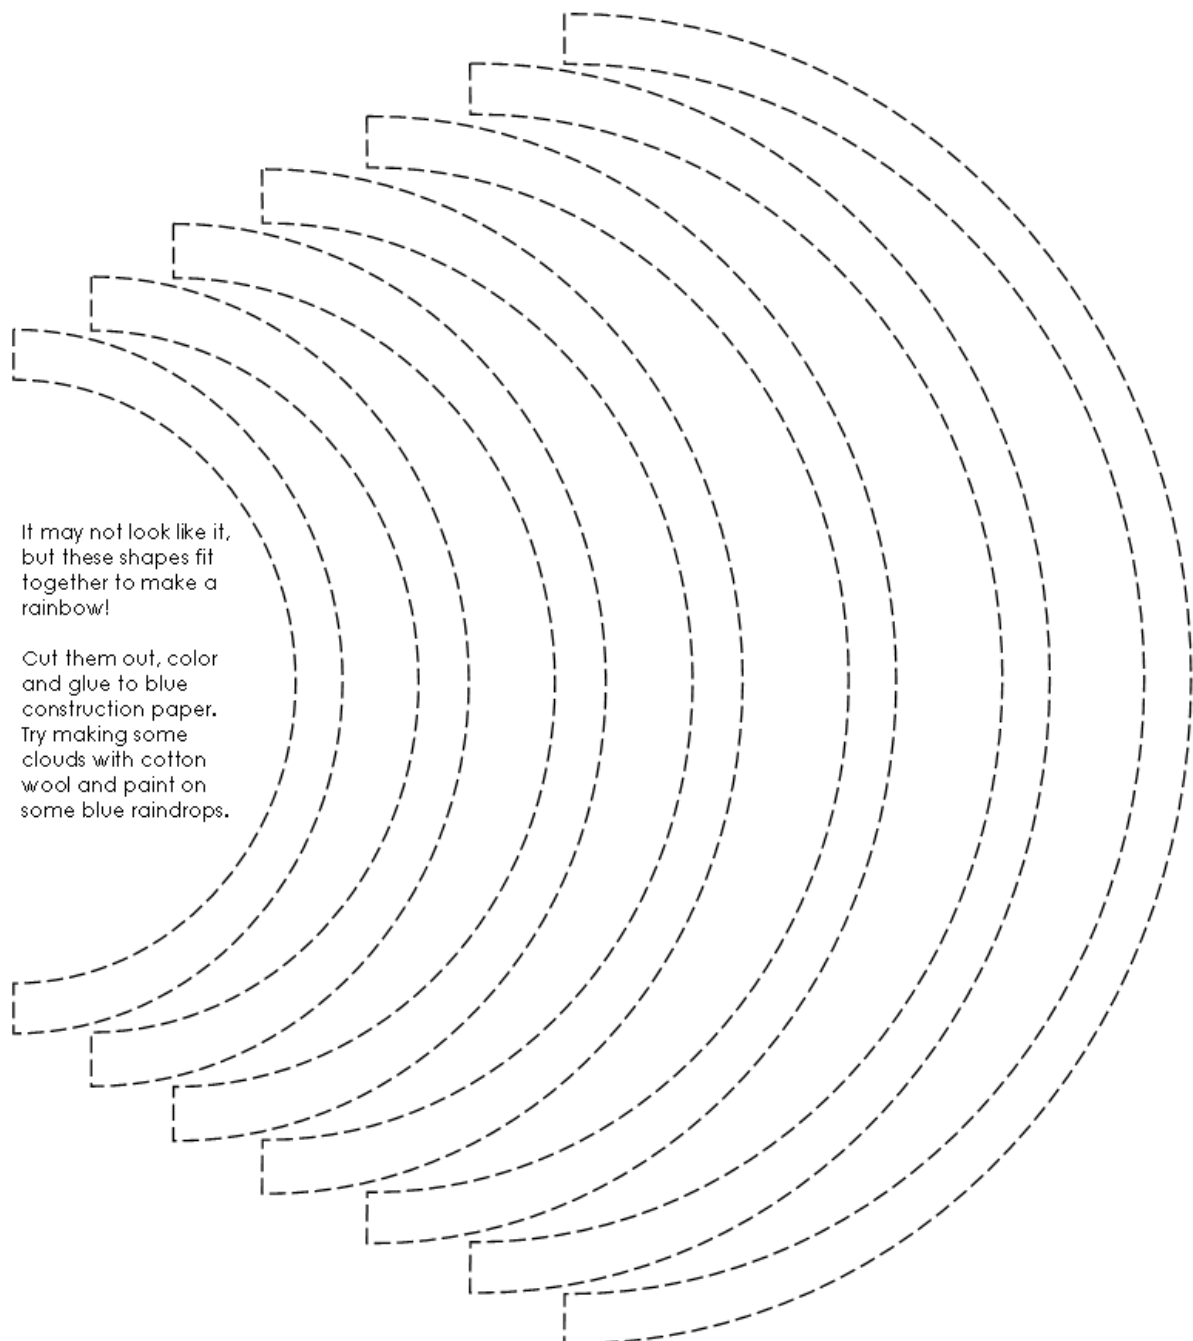 It may not look like it,
but these shapes fit
together to make a
rainbow!
Cut them out, color
and glue to blue
construction paper.
Try making some
clouds with cotton
wool and paint on
some blue raindrops.